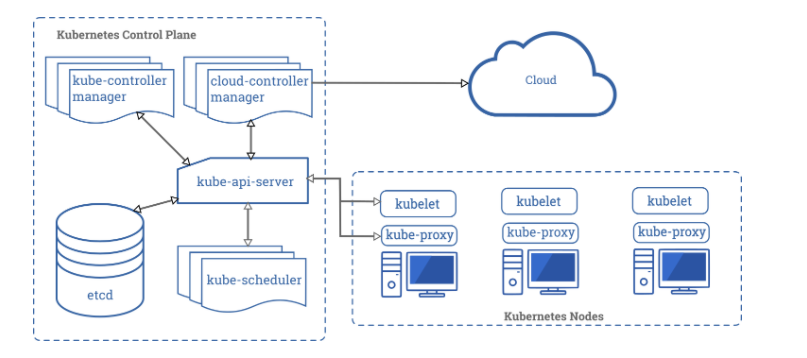 Kubernetes Control Plane
kube-controller
manager
cloud-controller
manager
Cloud
kube-api-server
kubelet
kubelet
kubelet
kube-proxy
kube-proxy
kube-proxy
etcd
kube-scheduler
Kubernetes Nodes